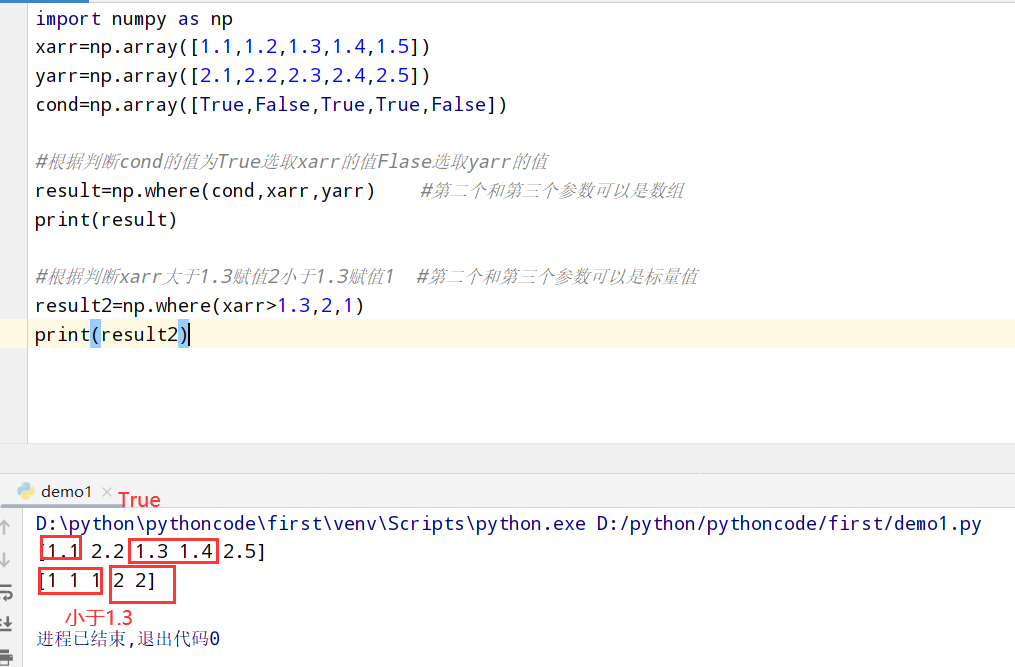 import numpy as np
xarr=np.array([1.1,1.2,1.3,1.4,1.5])
yarr=np.array([2.1,2.2,2.3,2.4,2.5])
cond=np.array([True,False,True,True,False])
#根据判断cond的值为True选取xarr的值Flase选取yarr的值
result=np.where(cond,xarr,yarr)    #第二个和第三个参数可以是数组
print(result)
#根据判断xarr大于1.3赋值2小于1.3赋值1  #第二个和第三个参数可以是标量值
result2=np.where(xarr>1.3,2,1)
print(result2)
demo1
True
D:\python\pythoncode\first\venv\Scripts\python.exe D:/python/pythoncode/first/demo1.py
[1.1 2.2 1.3 1.4 2.5]
[1 1 1 2 2]
小于1.3
进程已结束,退出代码0